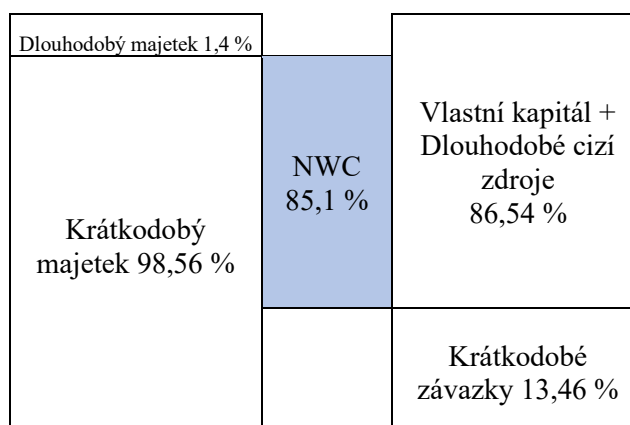 Dlouhodobý majetek 1,4 %
Krátkodobý
majetek 98,56 %
NWC
85,1 %
Vlastní kapitál +
Dlouhodobé cizí
zdroje
86,54 %
Krátkodobé
závazky 13,46 %